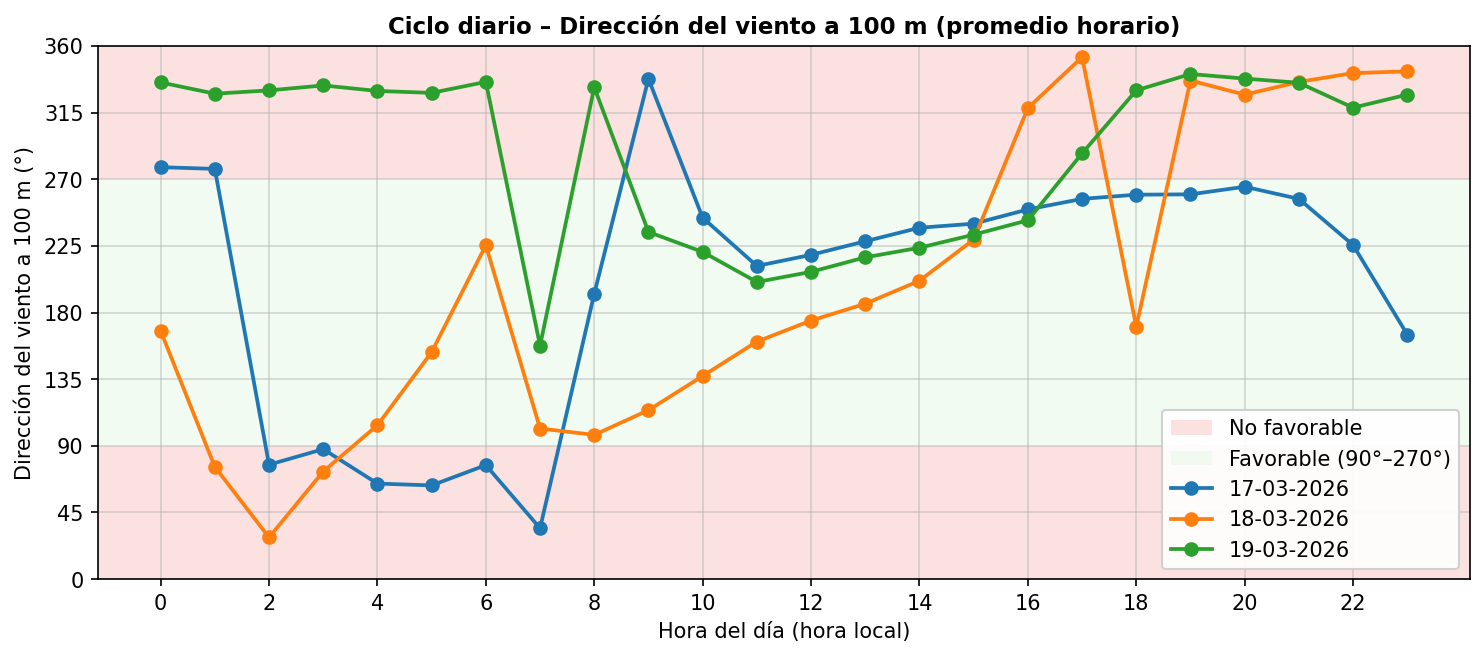 Ciclo diario – Dirección del viento a 100 m (promedio horario)
Dirección del viento a 100 m (°)
360
315
270
225
180
135
90
45
0
No favorable
Favorable (90°–270°)
17-03-2026
18-03-2026
19-03-2026
0 2 4 6 8 10 12 14 16 18 20 22
Hora del día (hora local)